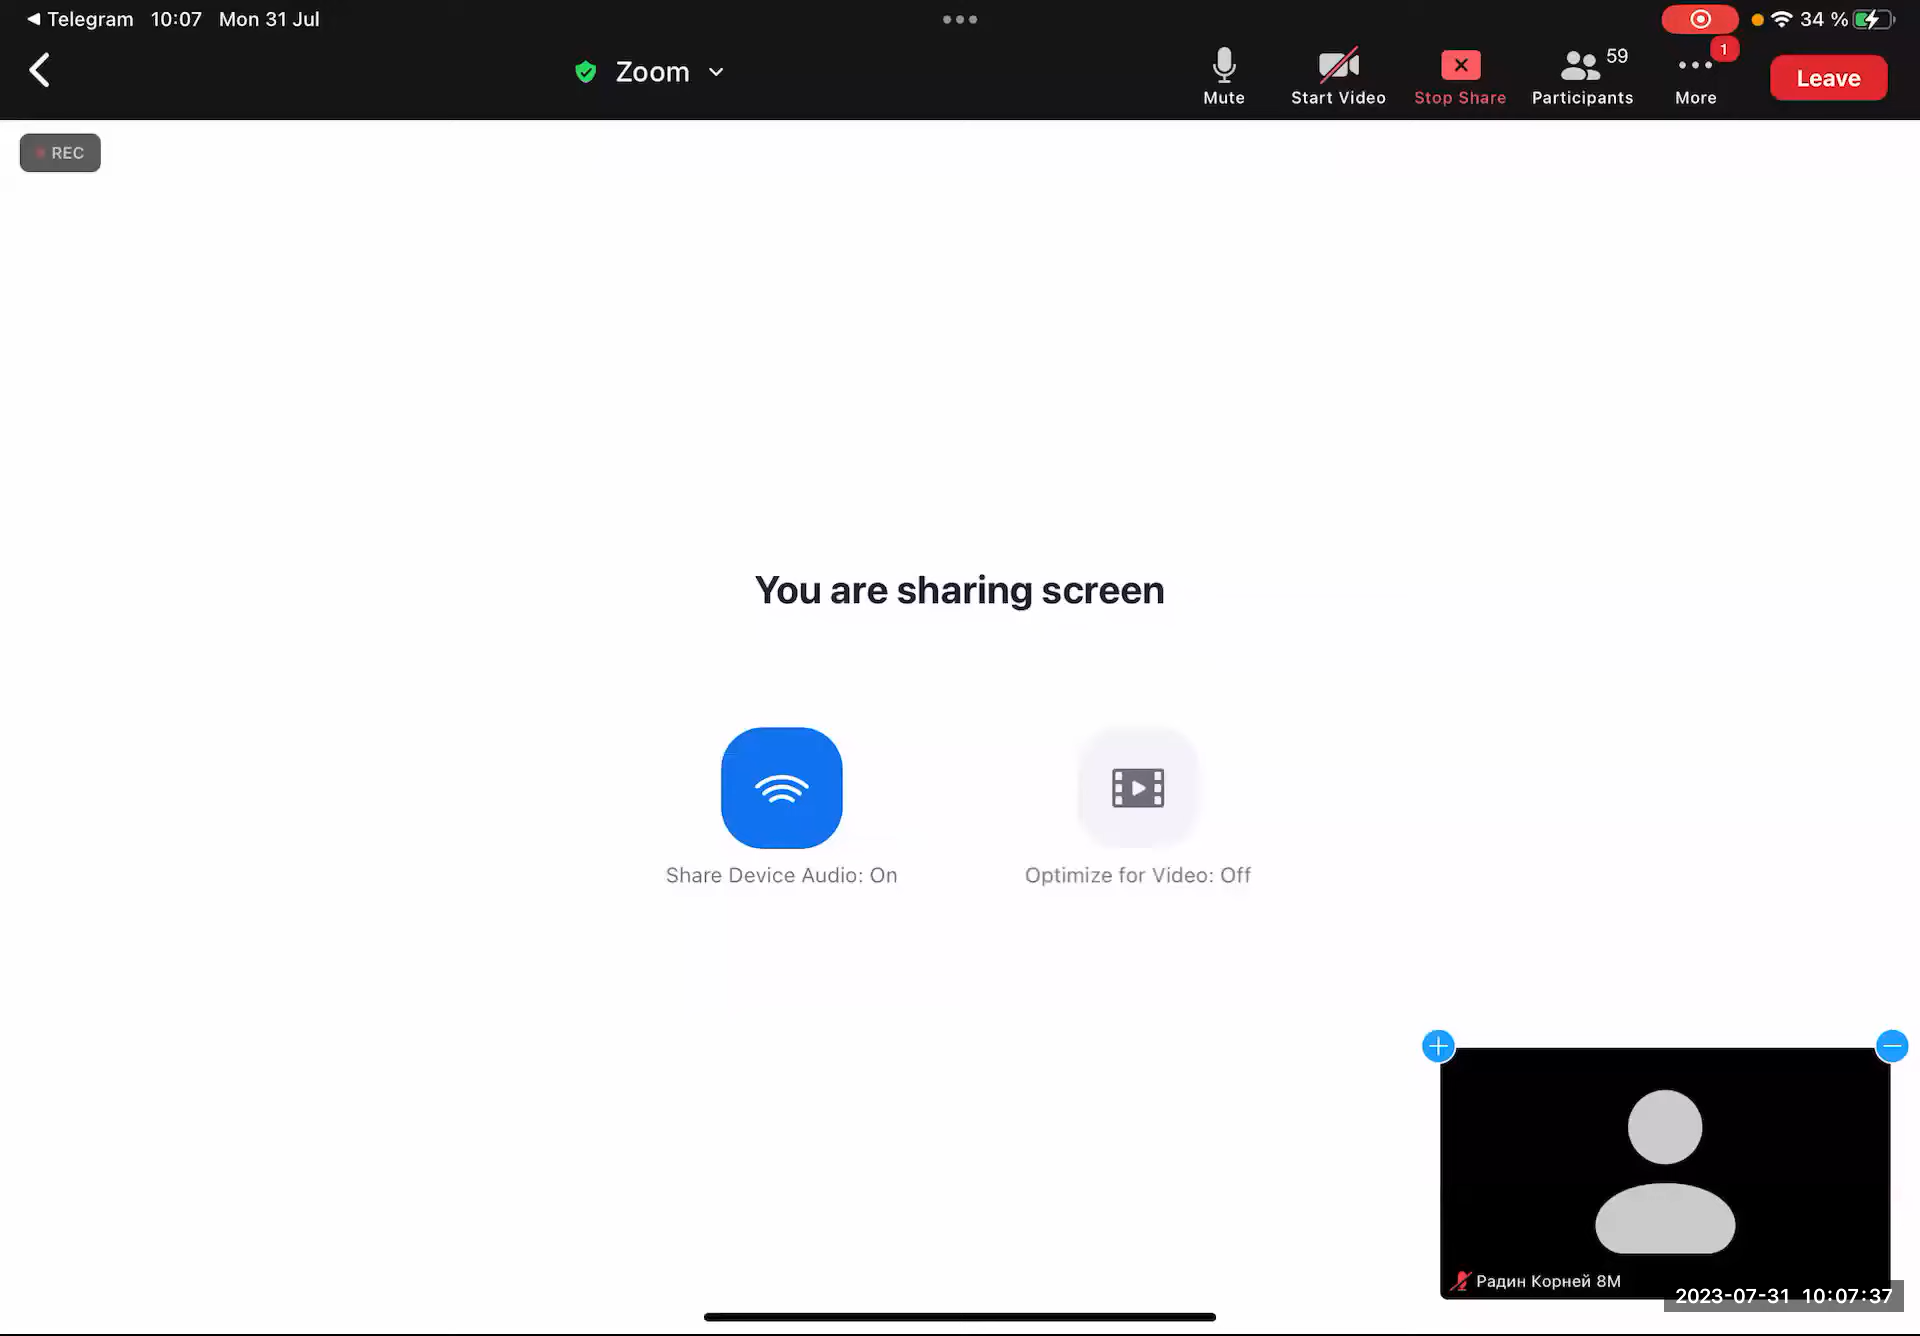 Telegram 10:07 Mon 31 Jul
34 %
Zoom
59
1
Mute
Start Video
Stop Share
Participants
More
Leave
REC
You are sharing screen
Share Device Audio: On
Optimize for Video: Off
Радин Корней 8М
2023-07-31 10:07:37